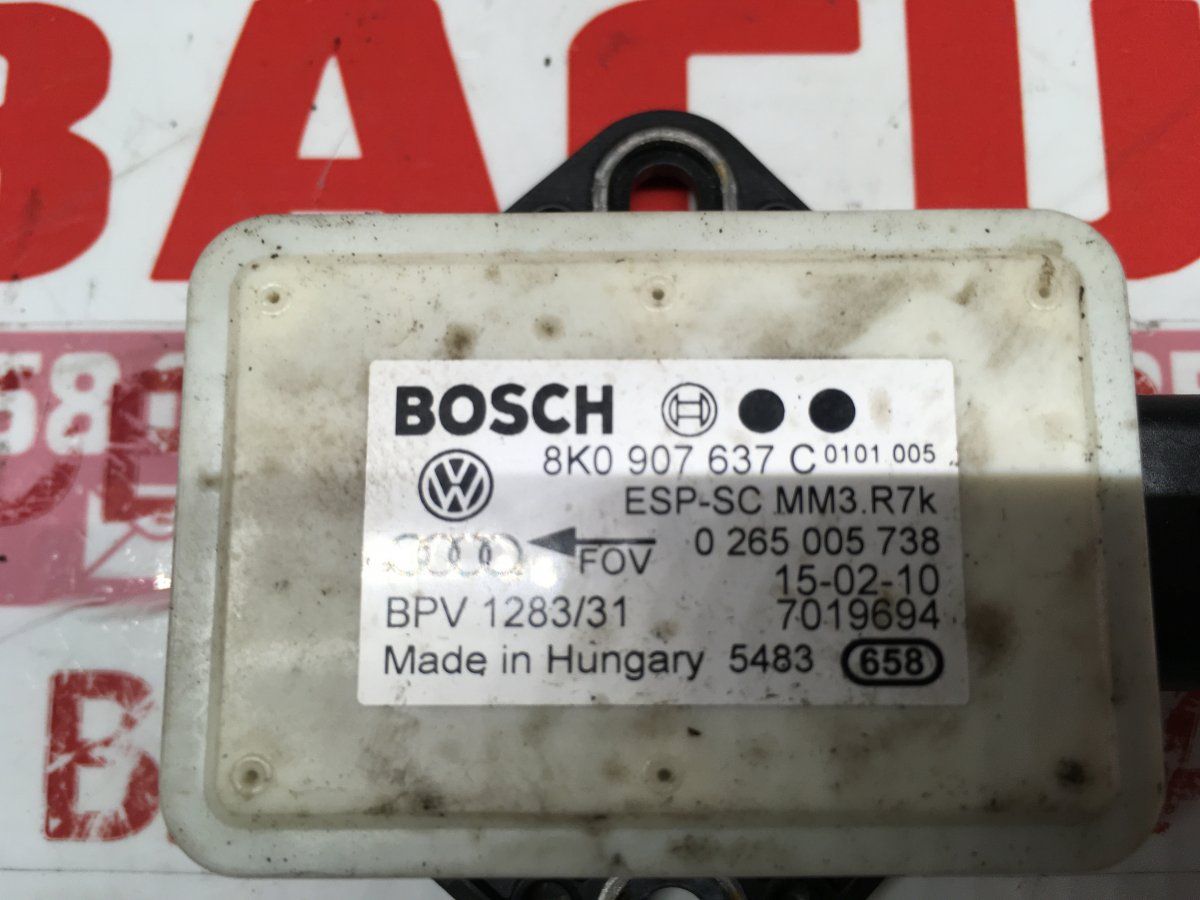 BACU
BOSCH
8K0 907 637 C 0101.005
ESP-SC MM3.R7k
FOV 0 265 005 738
15-02-10
BPV 1283/31 7019694
Made in Hungary 5483 658